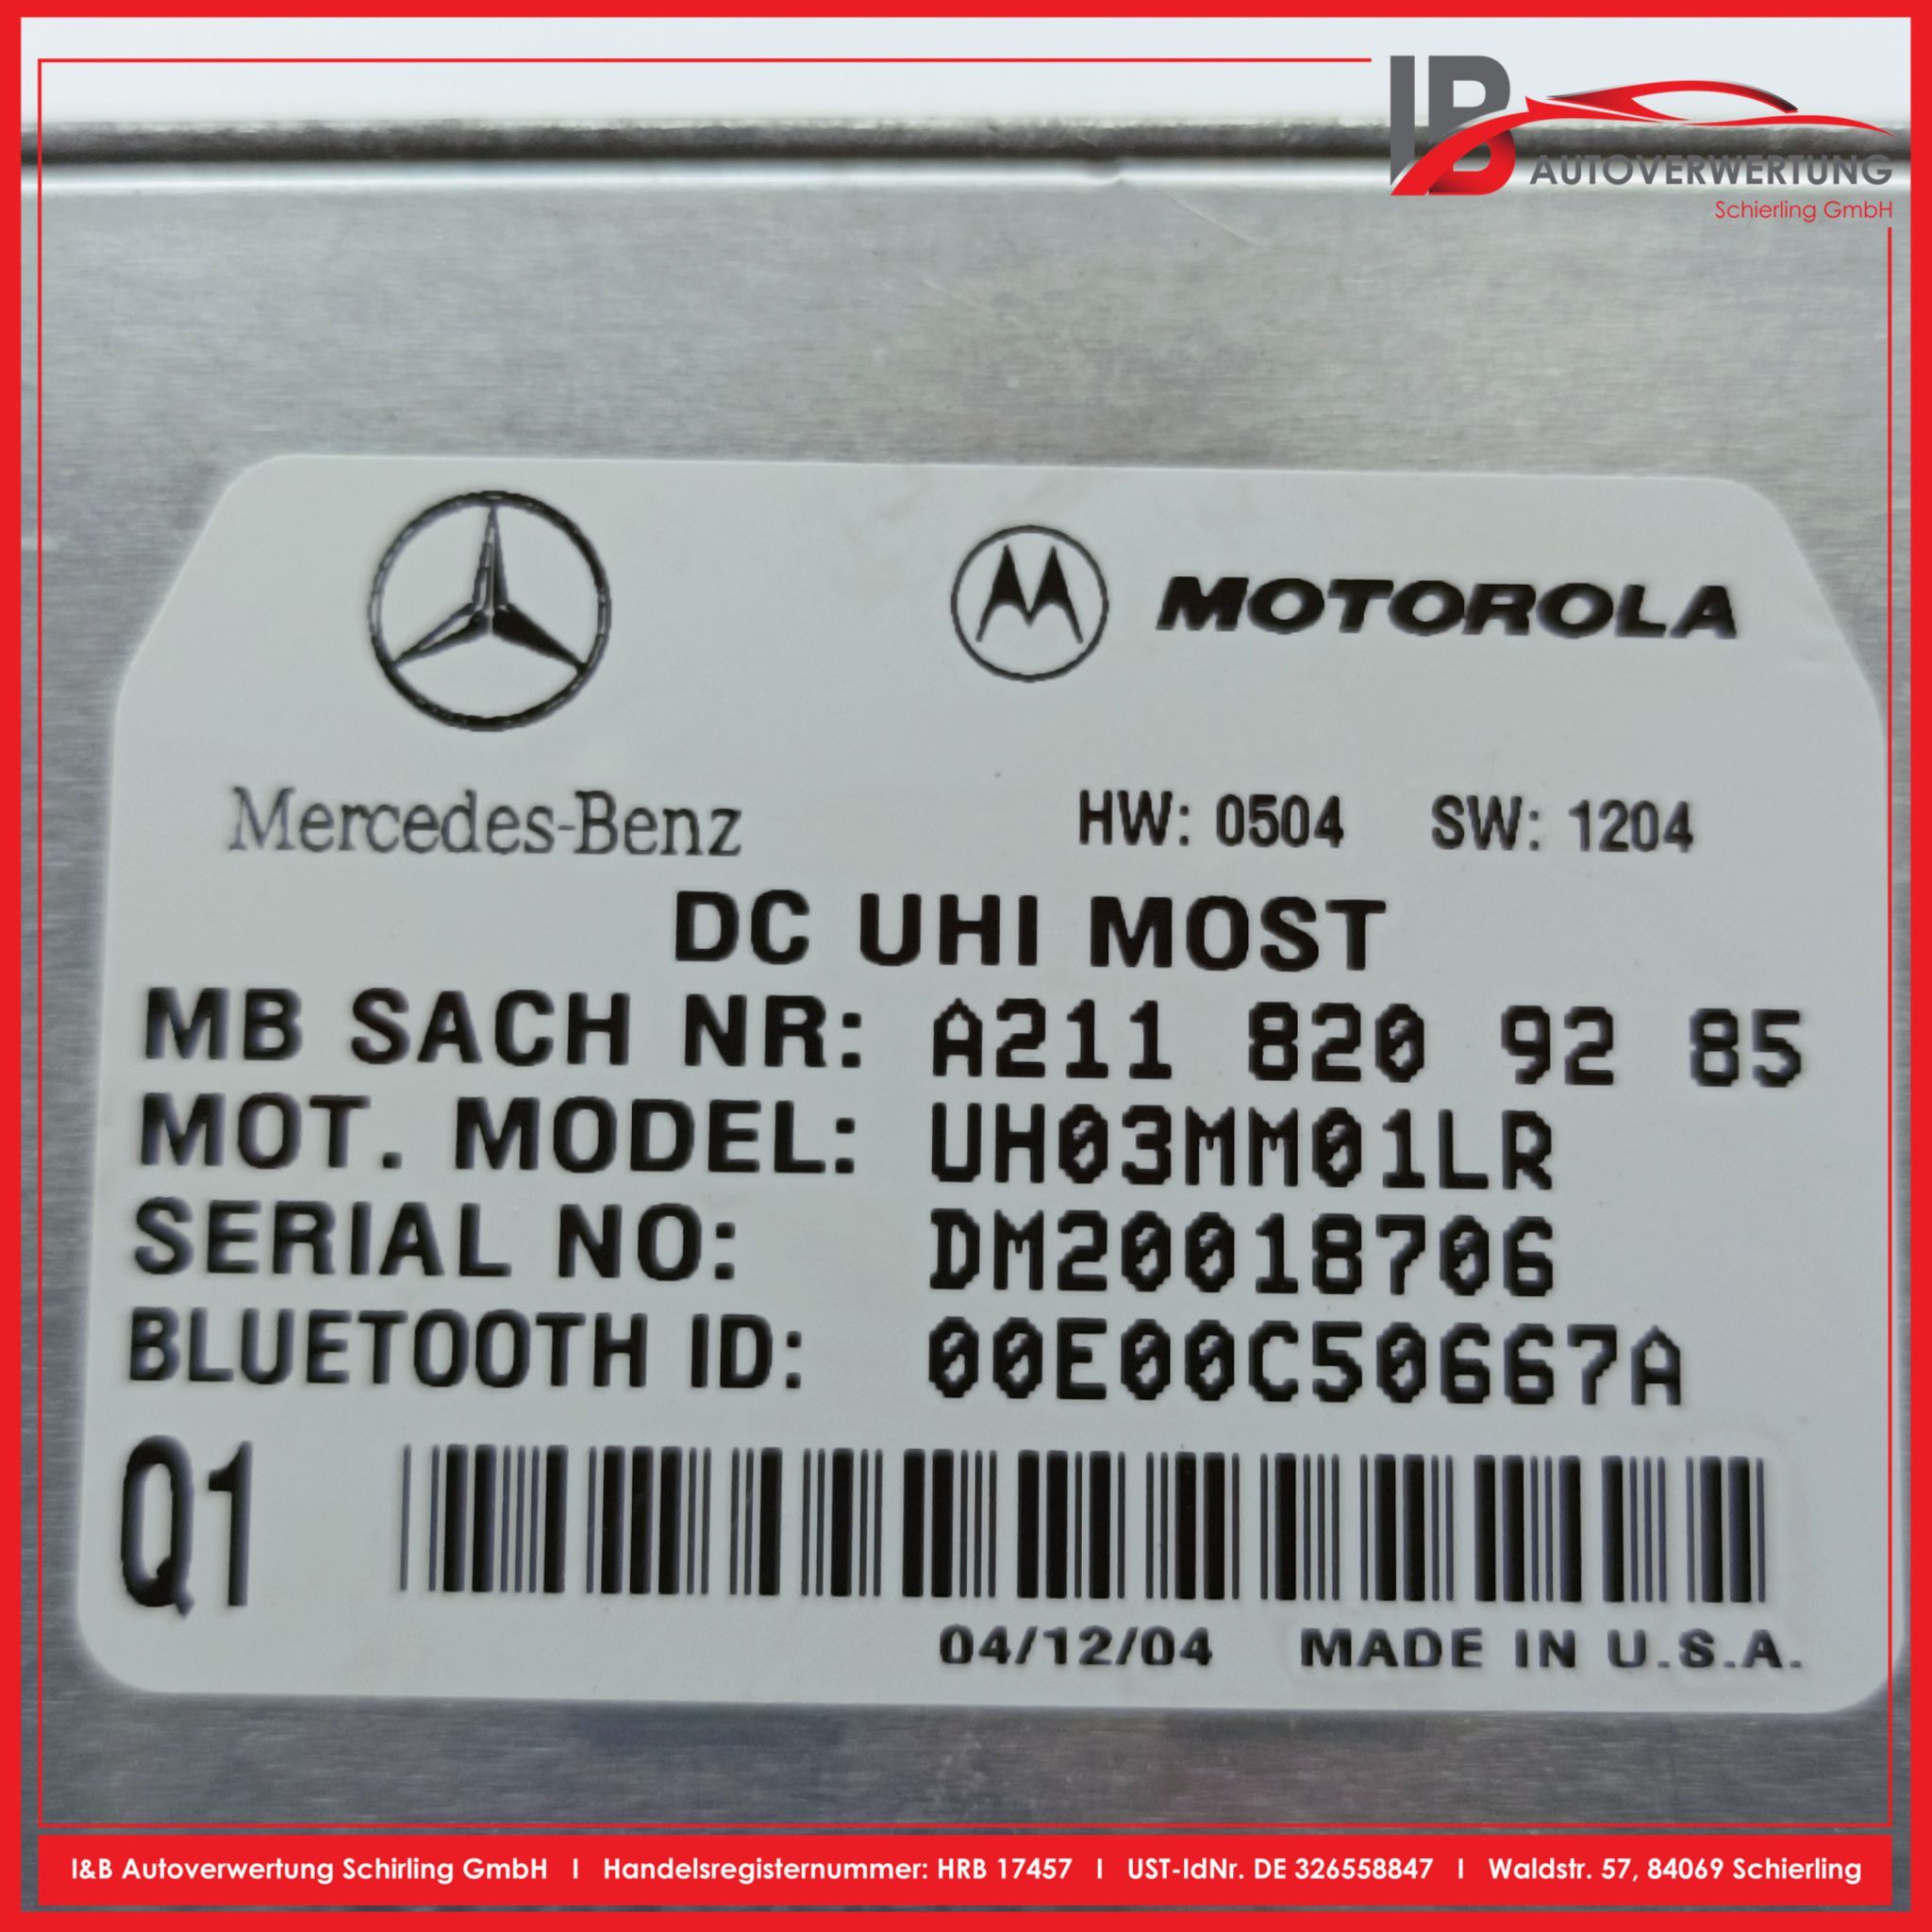 IB
AUTOVERWERTUNG
Schierling GmbH
MOTOROLA
Mercedes-Benz HW: 0504 SW: 1204
DC UHI MOST
MB SACH NR: A211 820 92 85
MOT. MODEL: UH03MM01LR
SERIAL NO: DM20018706
BLUETOOTH ID: 00E00C50667A
Q1
04/12/04 MADE IN U.S.A.
I&B Autoverwertung Schirling GmbH I Handelsregisternummer: HRB 17457 I UST-IdNr. DE 326558847 I Waldstr. 57, 84069 Schierling